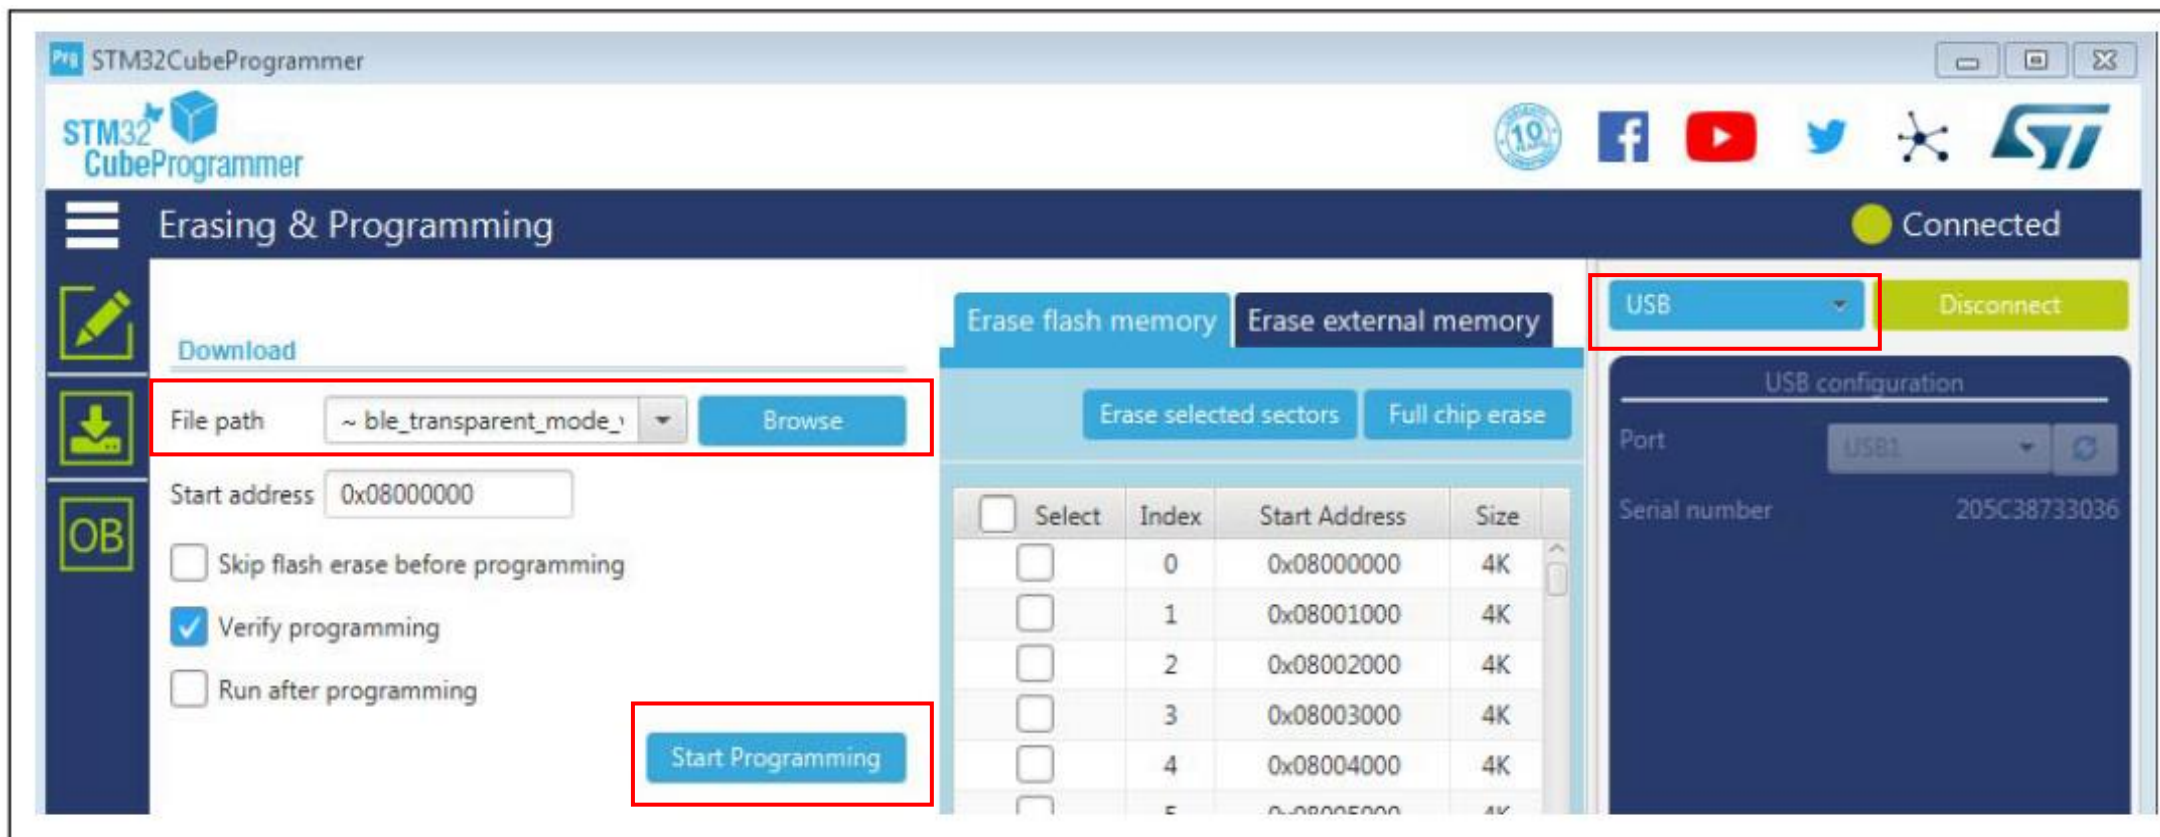 Prg STM32CubeProgrammer
STM32
CubeProgrammer
10
Erasing & Programming
Connected
Download
File path
~ ble_transparent_mode_
Browse
Start address
0x08000000
Skip flash erase before programming
Verify programming
Run after programming
Start Programming
Erase flash memory
Erase external memory
Erase selected sectors
Full chip erase
Select Index Start Address Size
0 0x08000000 4K
1 0x08001000 4K
2 0x08002000 4K
3 0x08003000 4K
4 0x08004000 4K
USB
Disconnect
USB configuration
Port
USB1
Serial number
205C38733036
OB
ST